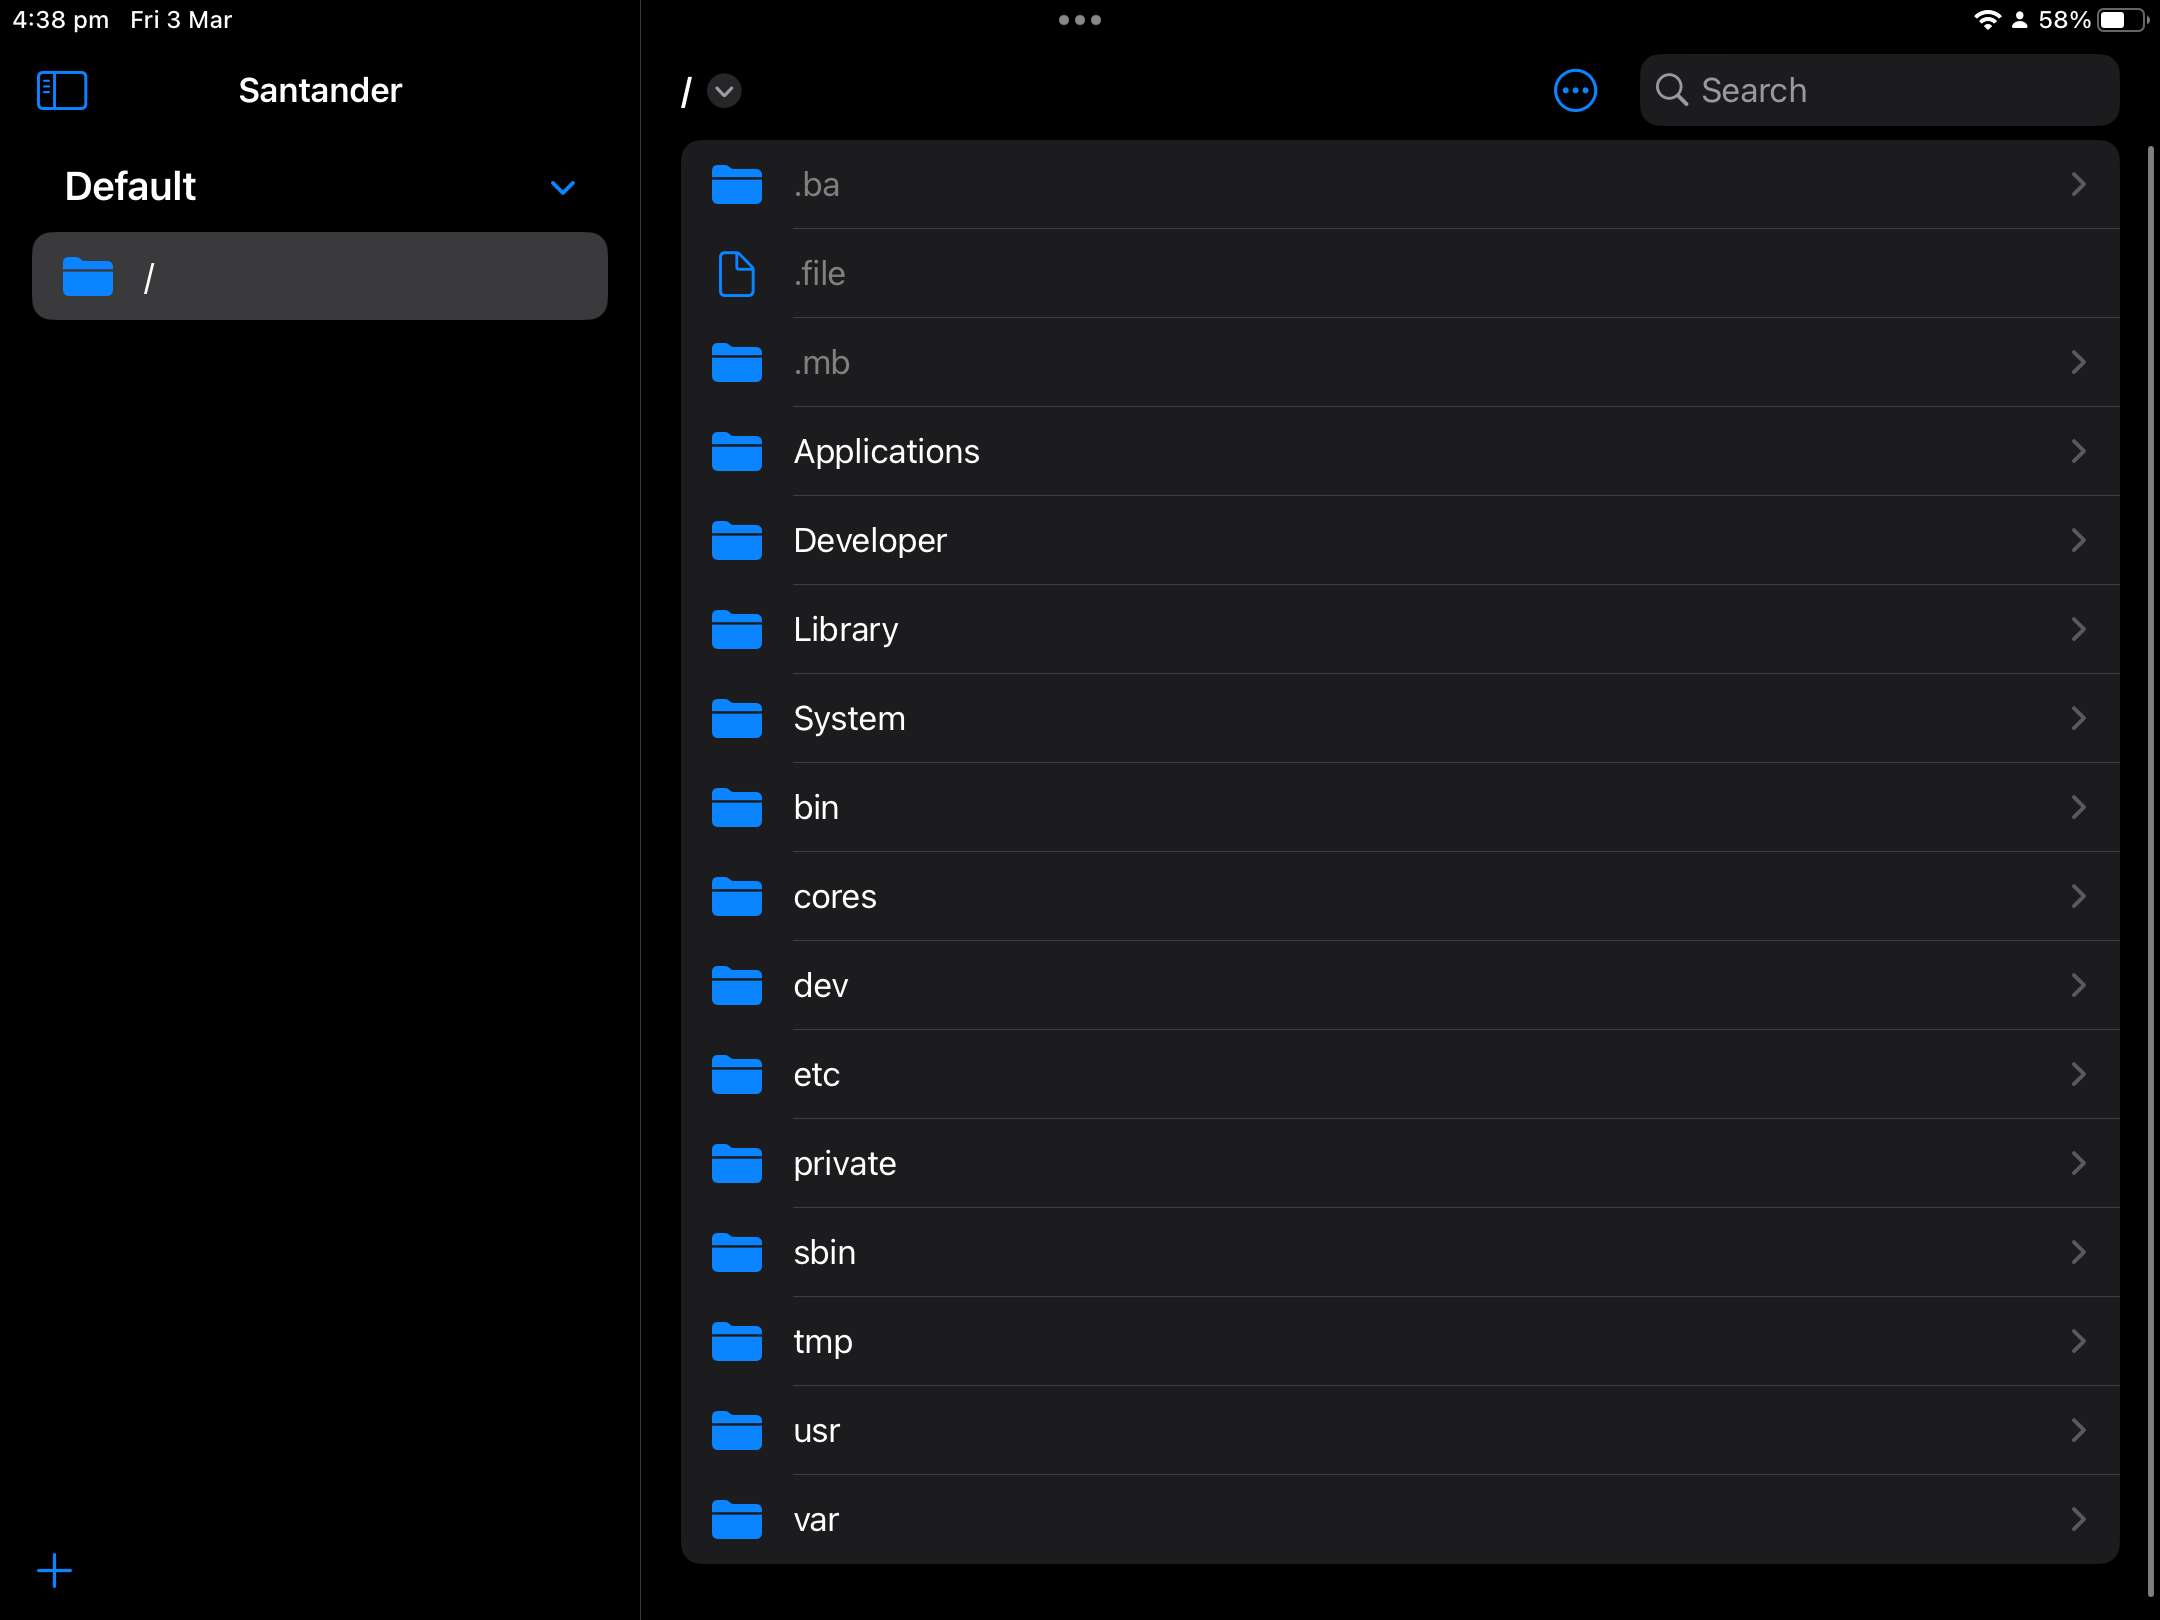 4:38 pm Fri 3 Mar
58%
Santander
Default
/
/
Search
.ba
.file
.mb
Applications
Developer
Library
System
bin
cores
dev
etc
private
sbin
tmp
usr
var